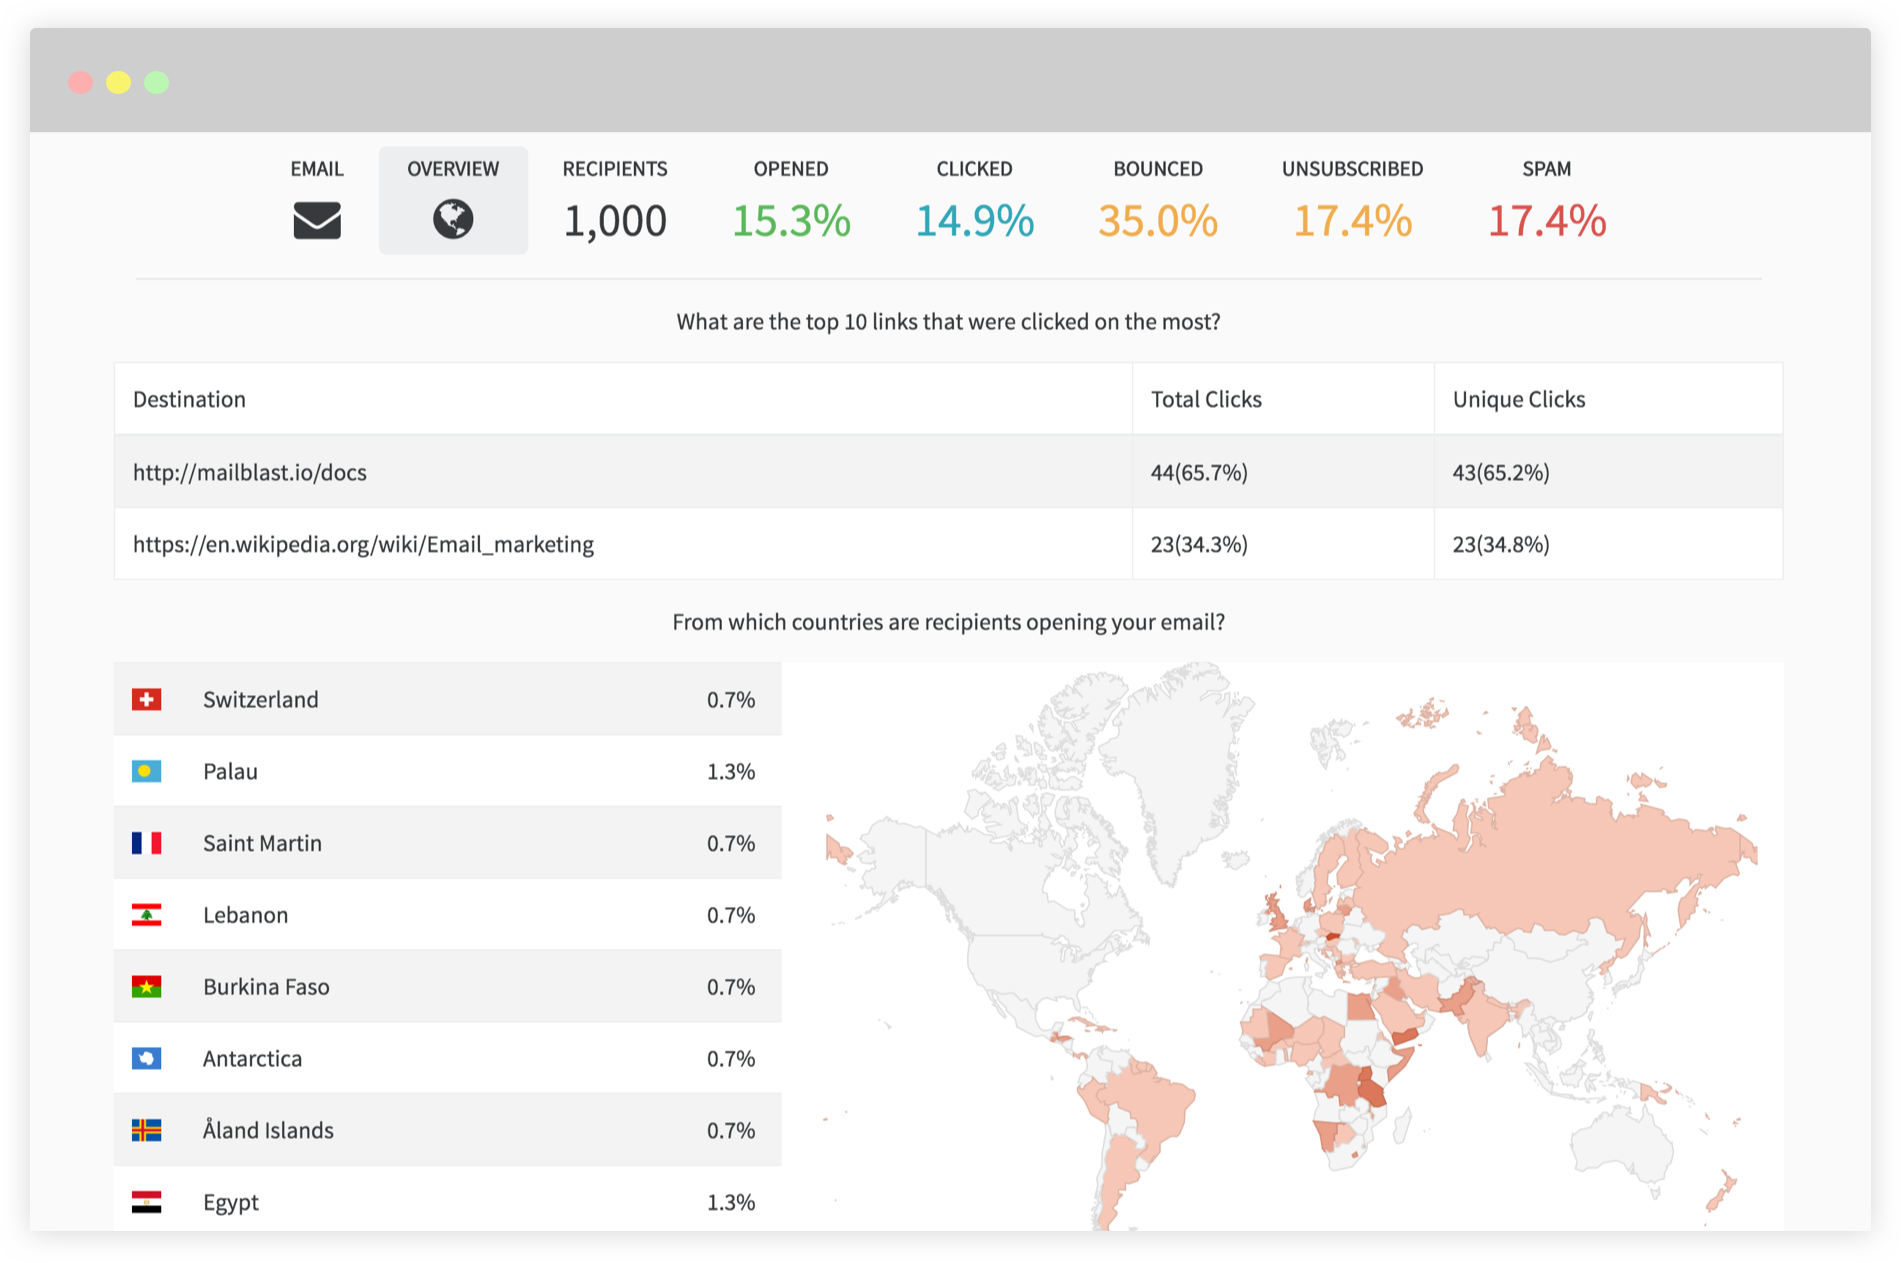 EMAIL OVERVIEW RECIPIENTS OPENED CLICKED BOUNCED UNSUBSCRIBED SPAM
1,000 15.3% 14.9% 35.0% 17.4% 17.4%
What are the top 10 links that were clicked on the most?
Destination Total Clicks Unique Clicks
http://mailblast.io/docs 44(65.7%) 43(65.2%)
https://en.wikipedia.org/wiki/Email_marketing 23(34.3%) 23(34.8%)
From which countries are recipients opening your email?
Switzerland 0.7%
Palau 1.3%
Saint Martin 0.7%
Lebanon 0.7%
Burkina Faso 0.7%
Antarctica 0.7%
Åland Islands 0.7%
Egypt 1.3%